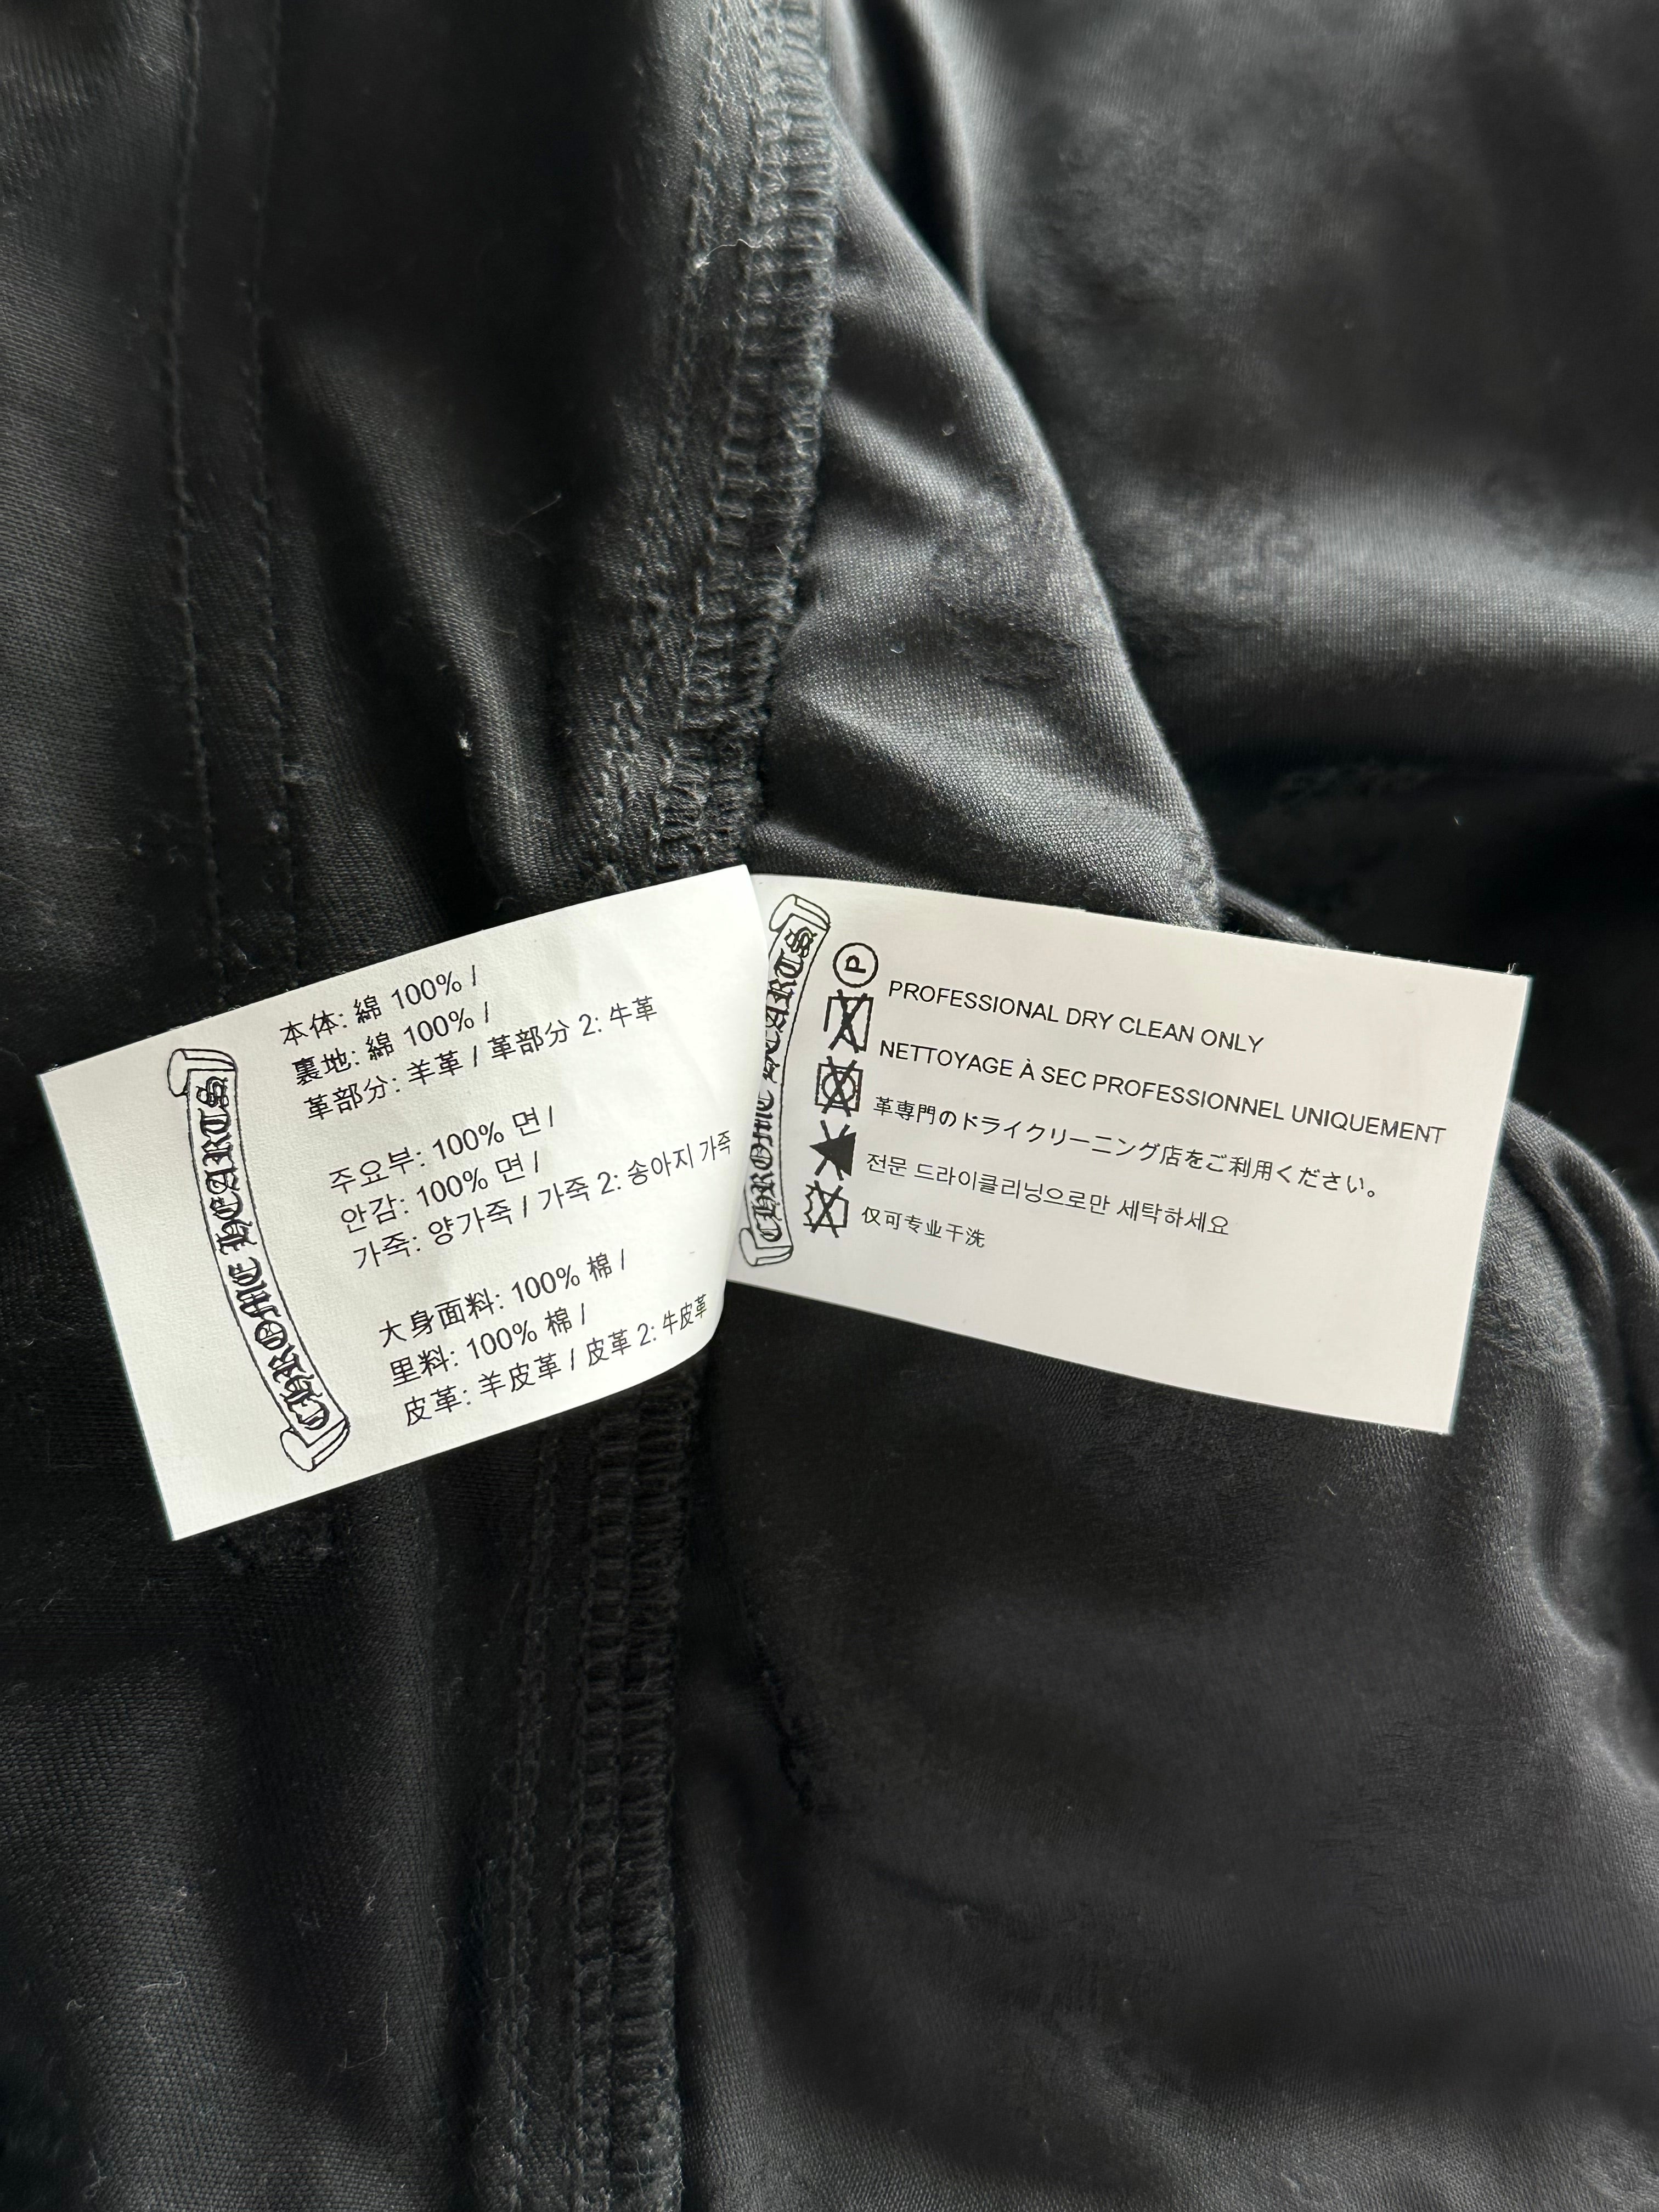 CHROME HEARTS
本体: 綿 100% /
裏地: 綿 100% /
革部分: 羊革 / 革部分 2: 牛革
주요부: 100% 면 /
안감: 100% 면 /
가죽: 양가죽 / 가죽 2: 송아지 가죽
大身面料: 100% 棉 /
里料: 100% 棉 /
皮革: 羊皮革 / 皮革 2: 牛皮革
CHROME HEARTS
P
PROFESSIONAL DRY CLEAN ONLY
NETTOYAGE À SEC PROFESSIONNEL UNIQUEMENT
革専門のドライクリーニング店をご利用ください。
전문 드라이클리닝으로만 세탁하세요
仅可专业干洗